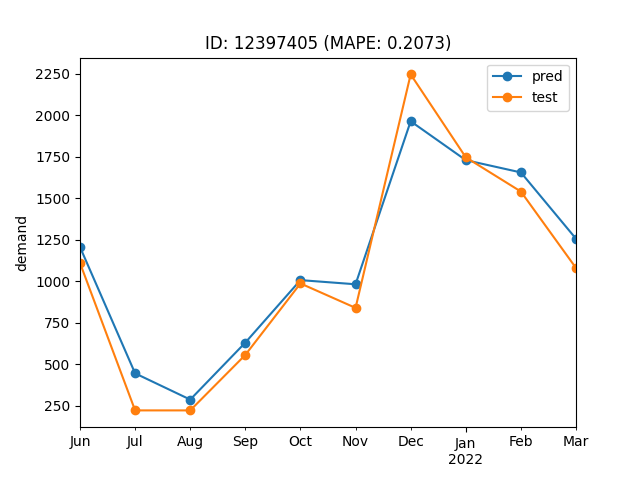 ID: 12397405 (MAPE: 0.2073)
pred
test
2250
2000
1750
1500
1250
1000
750
500
250
demand
Jun Jul Aug Sep Oct Nov Dec Jan Feb Mar
2022